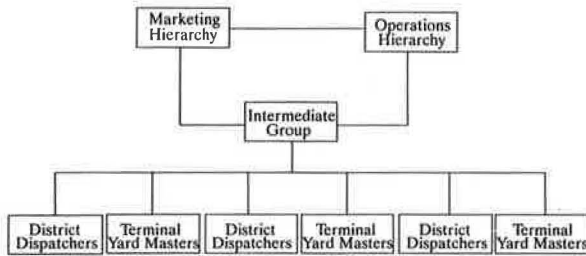 Marketing
Hierarchy
Operations
Hierarchy
Intermediate
Group
District
Dispatchers
Terminal
Yard Masters
District
Dispatchers
Terminal
Yard Masters
District
Dispatchers
Terminal
Yard Masters